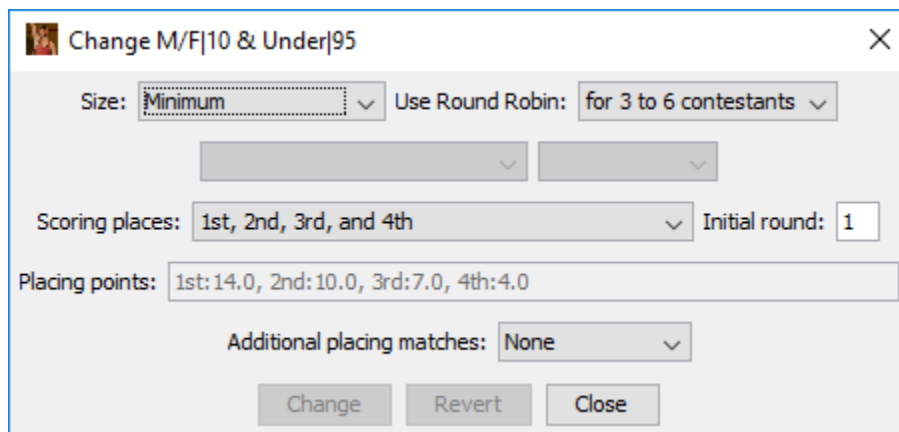 Change M/F|10 & Under|95
Size: Minimum Use Round Robin: for 3 to 6 contestants
Scoring places: 1st, 2nd, 3rd, and 4th Initial round: 1
Placing points: 1st:14.0, 2nd:10.0, 3rd:7.0, 4th:4.0
Additional placing matches: None
Change Revert Close